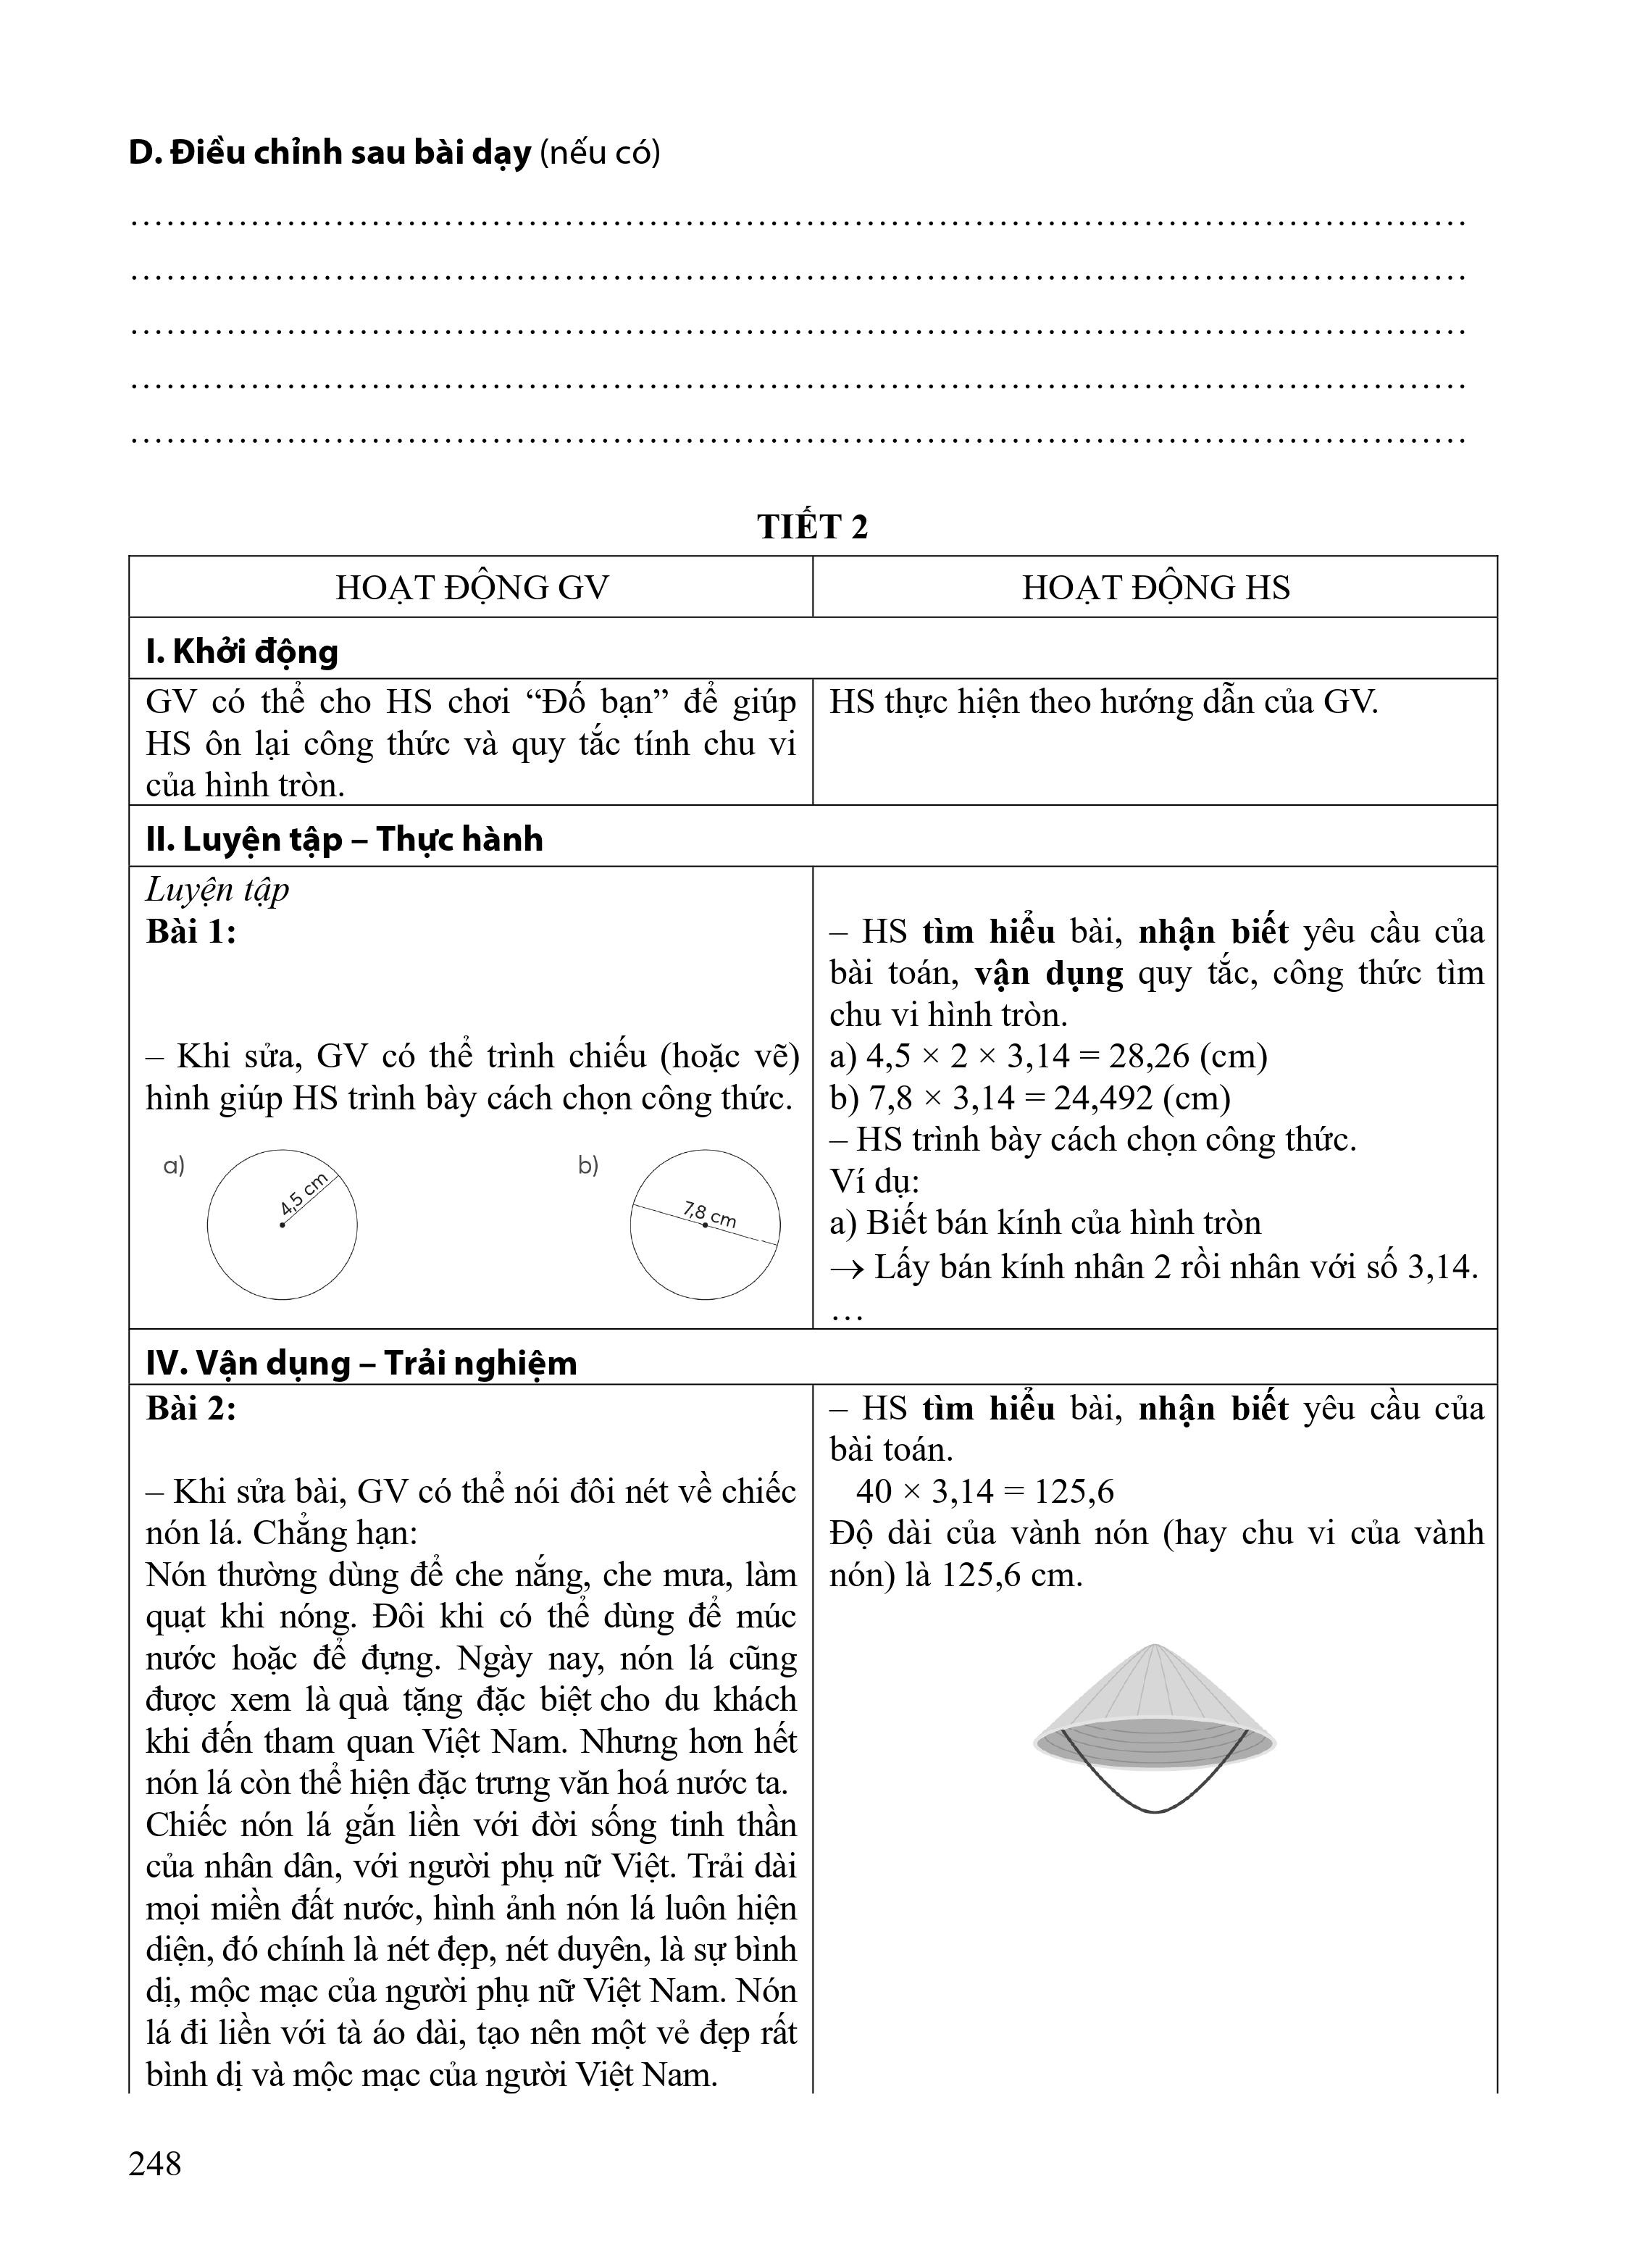 D. Điều chỉnh sau bài dạy (nếu có)
........................................................................................................................
........................................................................................................................
........................................................................................................................
........................................................................................................................
........................................................................................................................
TIẾT 2
HOẠT ĐỘNG GV
HOẠT ĐỘNG HS
I. Khởi động
GV có thể cho HS chơi “Đố bạn” để giúp
HS ôn lại công thức và quy tắc tính chu vi
của hình tròn.
HS thực hiện theo hướng dẫn của GV.
II. Luyện tập – Thực hành
Luyện tập
Bài 1:
– Khi sửa, GV có thể trình chiếu (hoặc vẽ)
hình giúp HS trình bày cách chọn công thức.
a)
4,5 cm
b)
7,8 cm
– HS tìm hiểu bài, nhận biết yêu cầu của
bài toán, vận dụng quy tắc, công thức tìm
chu vi hình tròn.
a) 4,5 × 2 × 3,14 = 28,26 (cm)
b) 7,8 × 3,14 = 24,492 (cm)
– HS trình bày cách chọn công thức.
Ví dụ:
a) Biết bán kính của hình tròn
→ Lấy bán kính nhân 2 rồi nhân với số 3,14.
…
IV. Vận dụng – Trải nghiệm
Bài 2:
– Khi sửa bài, GV có thể nói đôi nét về chiếc
nón lá. Chẳng hạn:
Nón thường dùng để che nắng, che mưa, làm
quạt khi nóng. Đôi khi có thể dùng để múc
nước hoặc để đựng. Ngày nay, nón lá cũng
được xem là quà tặng đặc biệt cho du khách
khi đến tham quan Việt Nam. Nhưng hơn hết
nón lá còn thể hiện đặc trưng văn hoá nước ta.
Chiếc nón lá gắn liền với đời sống tinh thần
của nhân dân, với người phụ nữ Việt. Trải dài
mọi miền đất nước, hình ảnh nón lá luôn hiện
diện, đó chính là nét đẹp, nét duyên, là sự bình
dị, mộc mạc của người phụ nữ Việt Nam. Nón
lá đi liền với tà áo dài, tạo nên một vẻ đẹp rất
bình dị và mộc mạc của người Việt Nam.
– HS tìm hiểu bài, nhận biết yêu cầu của
bài toán.
40 × 3,14 = 125,6
Độ dài của vành nón (hay chu vi của vành
nón) là 125,6 cm.
248